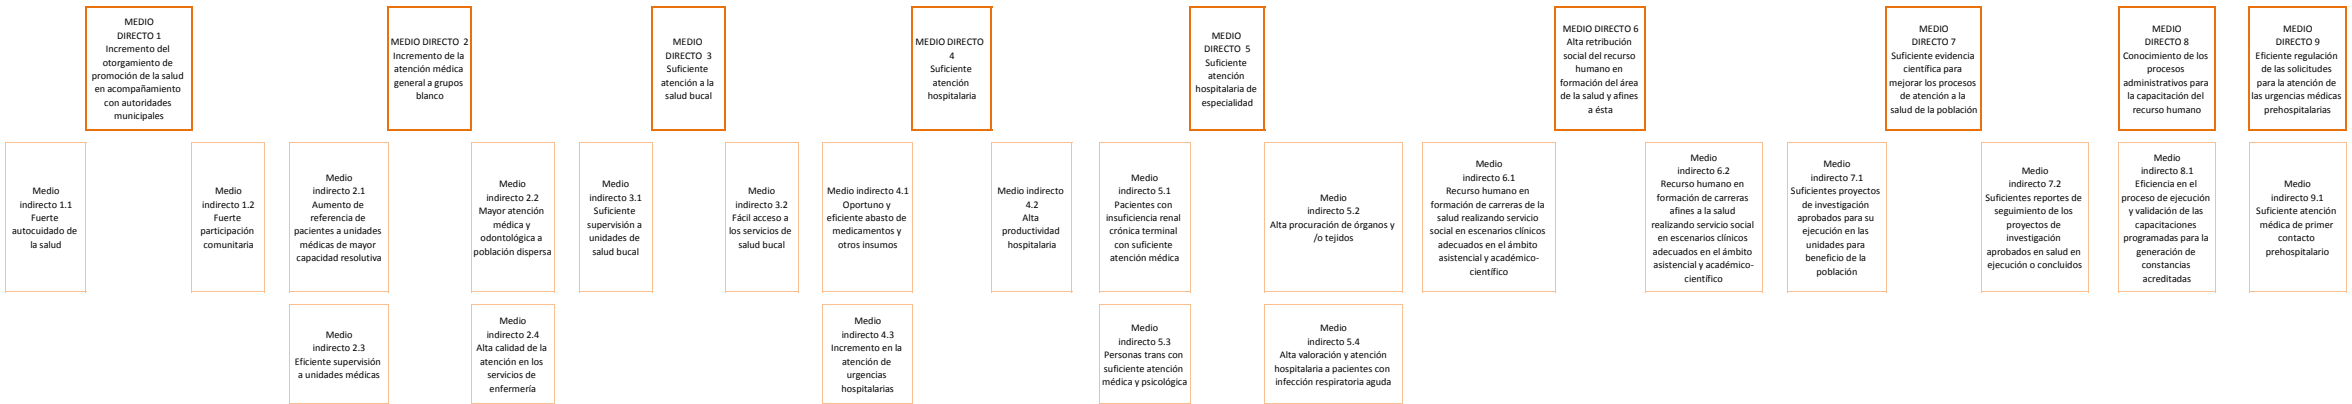 MEDIO
DIRECTO 1
Incremento del
otorgamiento de
promoción de la salud
en acompañamiento
con autoridades
municipales
MEDIO DIRECTO 2
Incremento de la
atención médica
general a grupos
blanco
MEDIO
DIRECTO 3
Suficiente
atención a la
salud bucal
MEDIO DIRECTO
4
Suficiente
atención
hospitalaria
MEDIO
DIRECTO 5
Suficiente
atención
hospitalaria de
especialidad
MEDIO DIRECTO 6
Alta retribución
social del recurso
humano en
formación del área
de la salud y afines
a ésta
MEDIO
DIRECTO 7
Suficiente evidencia
científica para
mejorar los procesos
de atención a la
salud de la población
MEDIO
DIRECTO 8
Conocimiento de los
procesos
administrativos para
la capacitación del
recurso humano
MEDIO
DIRECTO 9
Eficiente regulación
de las solicitudes
para la atención de
las urgencias médicas
prehospitalarias
Medio
indirecto 1.1
Fuerte
autocuidado de
la salud
Medio
indirecto 1.2
Fuerte
participación
comunitaria
Medio
indirecto 2.1
Aumento de
referencia de
pacientes a unidades
médicas de mayor
capacidad resolutiva
Medio
indirecto 2.2
Mayor atención
médica y
odontológica a
población dispersa
Medio
indirecto 3.1
Suficiente
supervisión a
unidades de
salud bucal
Medio
indirecto 3.2
Fácil acceso a
los servicios de
salud bucal
Medio indirecto 4.1
Oportuno y
eficiente abasto de
medicamentos y
otros insumos
Medio indirecto
4.2
Alta
productividad
hospitalaria
Medio
indirecto 5.1
Pacientes con
insuficiencia renal
crónica terminal
con suficiente
atención médica
Medio
indirecto 5.2
Alta procuración de órganos y
/o tejidos
Medio
indirecto 6.1
Recurso humano en
formación de carreras de la
salud realizando servicio
social en escenarios clínicos
adecuados en el ámbito
asistencial y académico-
científico
Medio
indirecto 6.2
Recurso humano en
formación de carreras
afines a la salud
realizando servicio social
en escenarios clínicos
adecuados en el ámbito
asistencial y académico-
científico
Medio
indirecto 7.1
Suficientes proyectos
de investigación
aprobados para su
ejecución en las
unidades para
beneficio de la
población
Medio
indirecto 7.2
Suficientes reportes de
seguimiento de los
proyectos de
investigación
aprobados en salud en
ejecución o concluidos
Medio
indirecto 8.1
Eficiencia en el
proceso de ejecución
y validación de las
capacitaciones
programadas para la
generación de
constancias
acreditadas
Medio
indirecto 9.1
Suficiente atención
médica de primer
contacto
prehospitalario
Medio
indirecto 2.3
Eficiente supervisión
a unidades médicas
Medio
indirecto 2.4
Alta calidad de la
atención en los
servicios de
enfermería
Medio
indirecto 4.3
Incremento en la
atención de
urgencias
hospitalarias
Medio
indirecto 5.3
Personas trans con
suficiente atención
médica y psicológica
Medio
indirecto 5.4
Alta valoración y atención
hospitalaria a pacientes con
infección respiratoria aguda